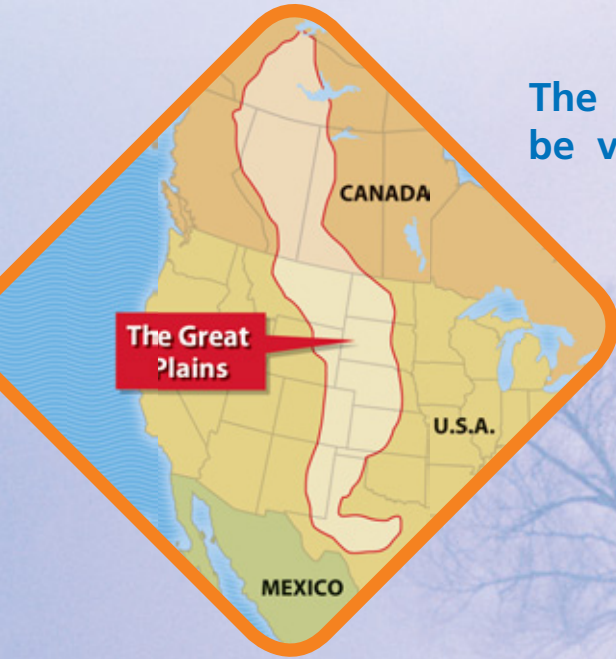 The
be v
CANADA
The Great
Plains
U.S.A.
MEXICO